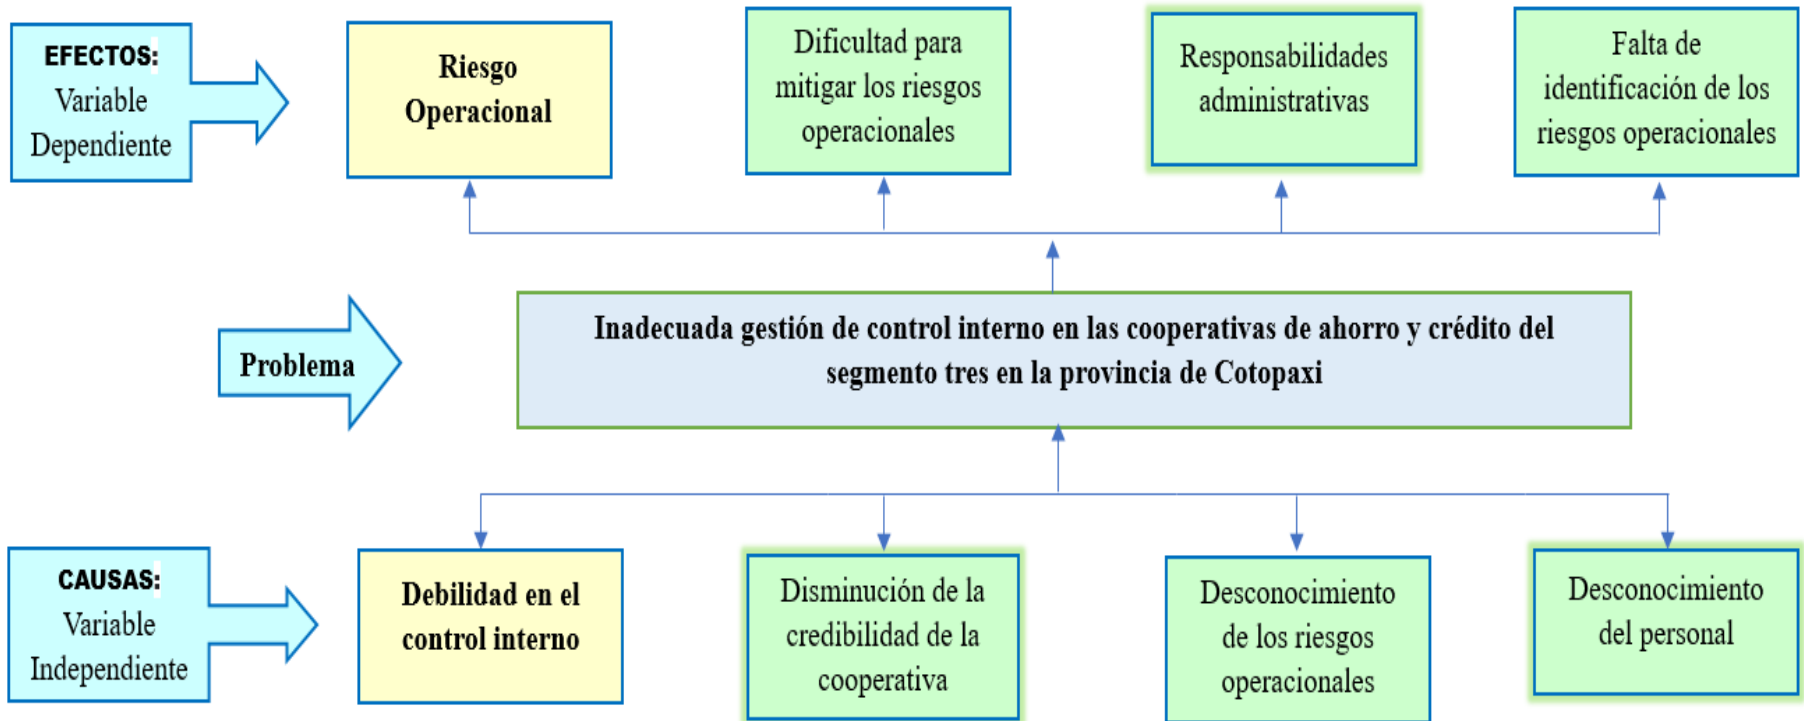 EFECTOS:
Variable
Dependiente
Riesgo
Operacional
Dificultad para
mitigar los riesgos
operacionales
Responsabilidades
administrativas
Falta de
identificación de los
riesgos operacionales
Problema
Inadecuada gestión de control interno en las cooperativas de ahorro y crédito del
segmento tres en la provincia de Cotopaxi
CAUSAS:
Variable
Independiente
Debilidad en el
control interno
Disminución de la
credibilidad de la
cooperativa
Desconocimiento
de los riesgos
operacionales
Desconocimiento
del personal